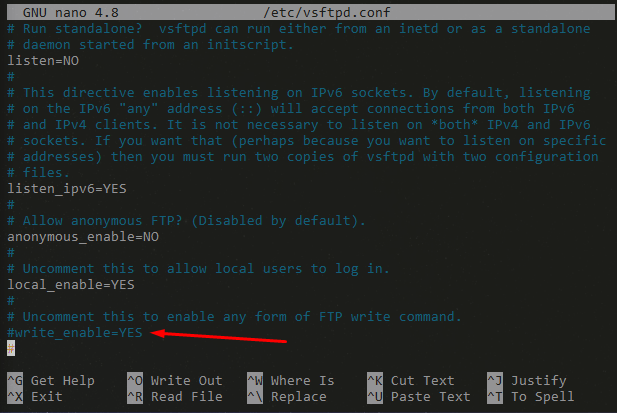 GNU nano 4.8 /etc/vsftpd.conf
# Run standalone?  vsftpd can run either from an inetd or as a standalone
# daemon started from an initscript.
listen=NO
#
# This directive enables listening on IPv6 sockets. By default, listening
# on the IPv6 "any" address (::) will accept connections from both IPv6
# and IPv4 clients. It is not necessary to listen on *both* IPv4 and IPv6
# sockets. If you want that (perhaps because you want to listen on specific
# addresses) then you must run two copies of vsftpd with two configuration
# files.
listen_ipv6=YES
#
# Allow anonymous FTP? (Disabled by default).
anonymous_enable=NO
#
# Uncomment this to allow local users to log in.
local_enable=YES
#
# Uncomment this to enable any form of FTP write command.
#write_enable=YES
#
^G Get Help ^O Write Out ^W Where Is ^K Cut Text ^J Justify
^X Exit ^R Read File ^\ Replace ^U Paste Text ^T To Spell